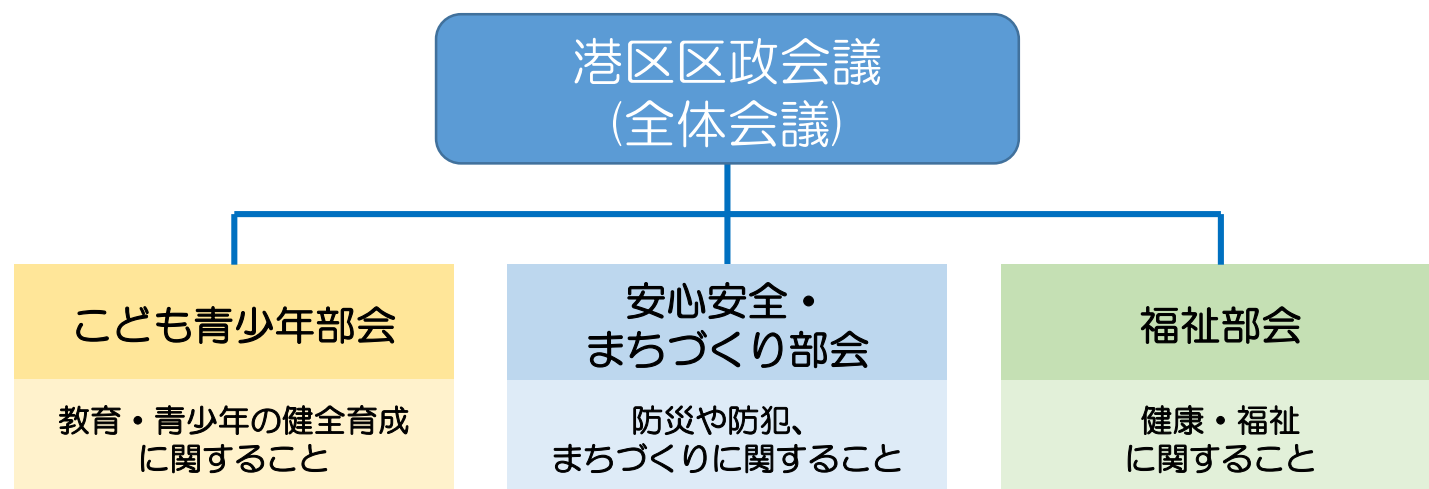 港区区政会議
(全体会議)
こども青少年部会
教育・青少年の健全育成
に関すること
安心安全・
まちづくり部会
防災や防犯、
まちづくりに関すること
福祉部会
健康・福祉
に関すること